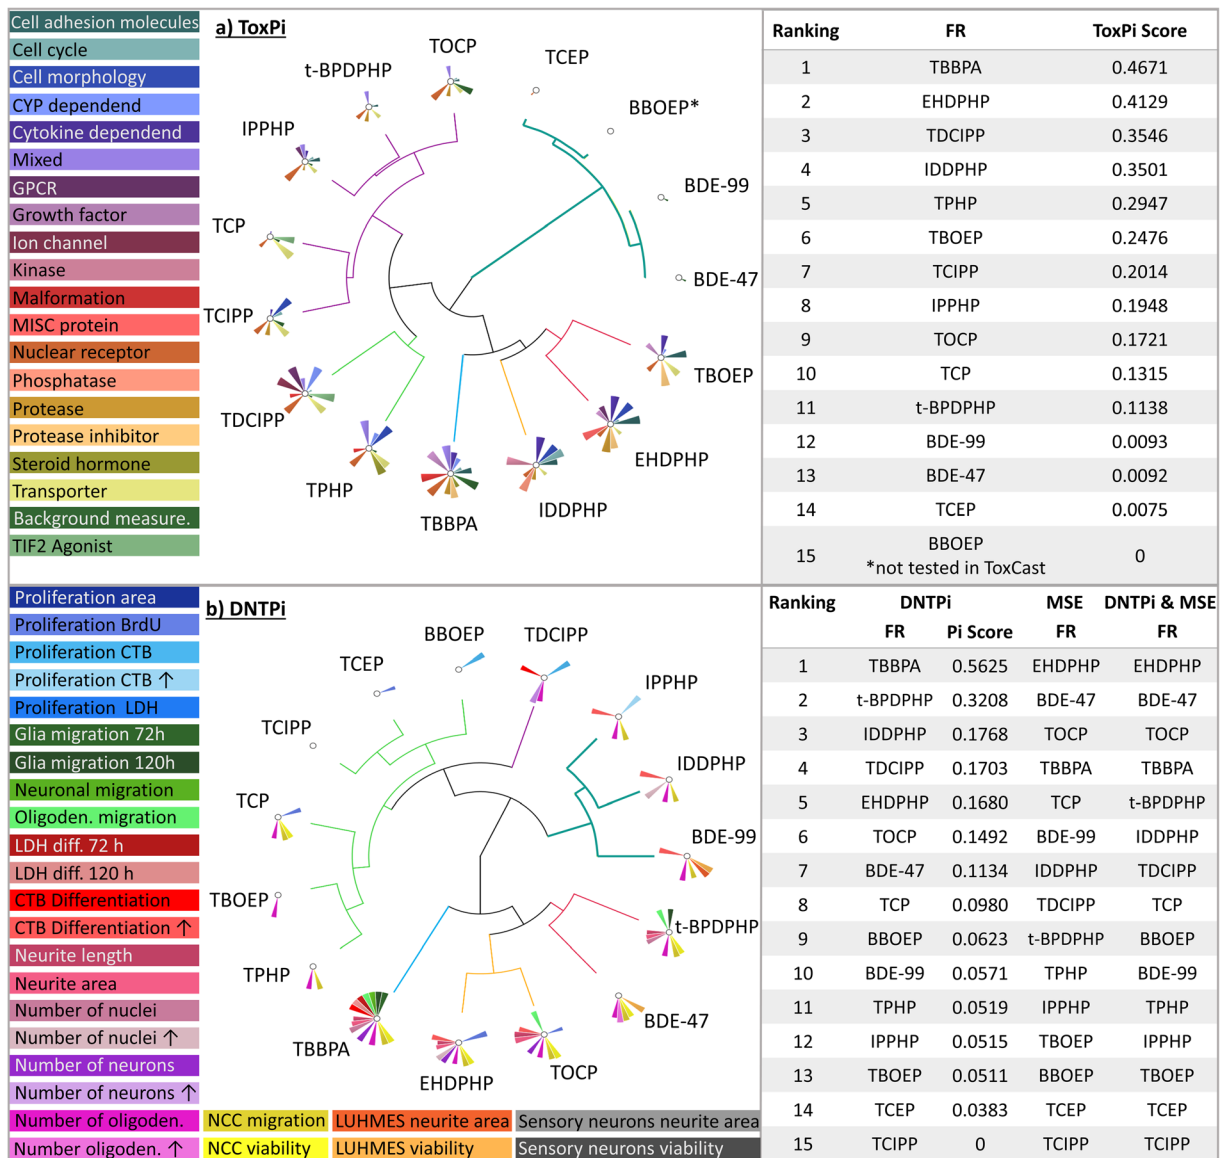 Cell adhesion molecules
Cell cycle
Cell morphology
CYP dependend
Cytokine dependend
Mixed
GPCR
Growth factor
Ion channel
Kinase
Malformation
MISC protein
Nuclear receptor
Phosphatase
Protease
Protease inhibitor
Steroid hormone
Transporter
Background measure.
TIF2 Agonist
a) ToxPi
TOCP
TCEP
t-BPDPHP
BBOEP*
IPPHP
BDE-99
TCP
BDE-47
TCIPP
TBOEP
TDCIPP
EHDPHP
TPHP
IDDPHP
TBBPA
Ranking FR ToxPi Score
1 TBBPA 0.4671
2 EHDPHP 0.4129
3 TDCIPP 0.3546
4 IDDPHP 0.3501
5 TPHP 0.2947
6 TBOEP 0.2476
7 TCIPP 0.2014
8 IPPHP 0.1948
9 TOCP 0.1721
10 TCP 0.1315
11 t-BPDPHP 0.1138
12 BDE-99 0.0093
13 BDE-47 0.0092
14 TCEP 0.0075
15 BBOEP 0
*not tested in ToxCast
Proliferation area
Proliferation BrdU
Proliferation CTB
Proliferation CTB ↑
Proliferation LDH
Glia migration 72h
Glia migration 120h
Neuronal migration
Oligoden. migration
LDH diff. 72 h
LDH diff. 120 h
CTB Differentiation
CTB Differentiation ↑
Neurite length
Neurite area
Number of nuclei
Number of nuclei ↑
Number of neurons
Number of neurons ↑
Number of oligoden.
Number oligoden. ↑
NCC migration
NCC viability
LUHMES neurite area
LUHMES viability
Sensory neurons neurite area
Sensory neurons viability
b) DNTPi
BBOEP
TDCIPP
TCEP
IPPHP
TCIPP
IDDPHP
TCP
BDE-99
TBOEP
t-BPDPHP
TPHP
BDE-47
TBBPA
TOCP
EHDPHP
Ranking DNTPi MSE DNTPi & MSE
FR Pi Score FR FR
1 TBBPA 0.5625 EHDPHP EHDPHP
2 t-BPDPHP 0.3208 BDE-47 BDE-47
3 IDDPHP 0.1768 TOCP TOCP
4 TDCIPP 0.1703 TBBPA TBBPA
5 EHDPHP 0.1680 TCP t-BPDPHP
6 TOCP 0.1492 BDE-99 IDDPHP
7 BDE-47 0.1134 IDDPHP TDCIPP
8 TCP 0.0980 TDCIPP TCP
9 BBOEP 0.0623 t-BPDPHP BBOEP
10 BDE-99 0.0571 TPHP BDE-99
11 TPHP 0.0519 IPPHP TPHP
12 IPPHP 0.0515 TBOEP IPPHP
13 TBOEP 0.0511 BBOEP TBOEP
14 TCEP 0.0383 TCEP TCEP
15 TCIPP 0 TCIPP TCIPP